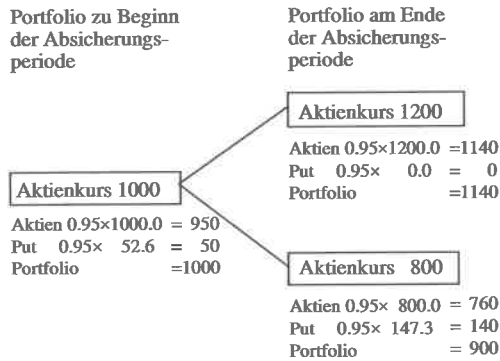 Portfolio zu Beginn
der Absicherungs-
periode
Portfolio am Ende
der Absicherungs-
periode
Aktienkurs 1000
Aktien 0.95×1000.0 = 950
Put 0.95× 52.6 = 50
Portfolio =1000
Aktienkurs 1200
Aktien 0.95×1200.0 =1140
Put 0.95× 0.0 = 0
Portfolio =1140
Aktienkurs 800
Aktien 0.95× 800.0 = 760
Put 0.95× 147.3 = 140
Portfolio = 900